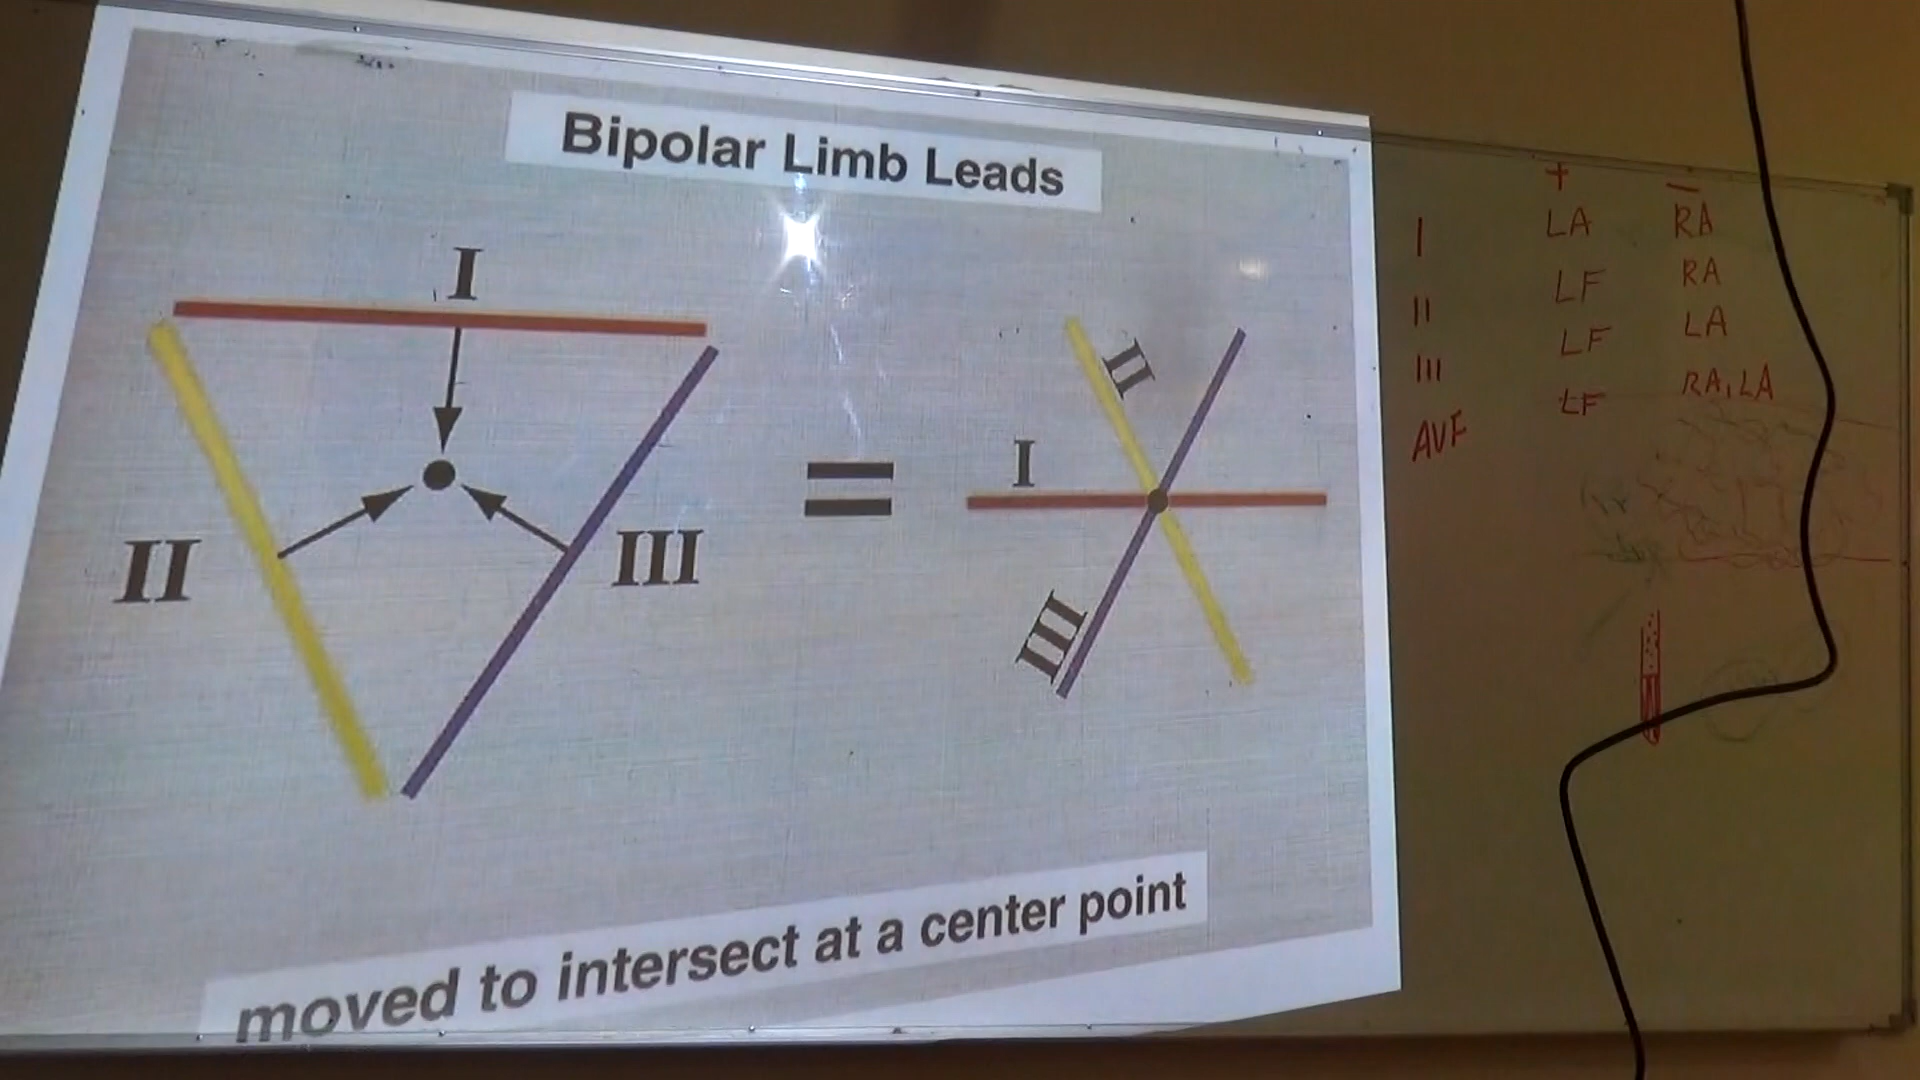 Bipolar Limb Leads
I
II
III
=
I
II
III
moved to intersect at a center point
+ −
I LA RA
II LF RA
III LF LA
AVF LF RA, LA